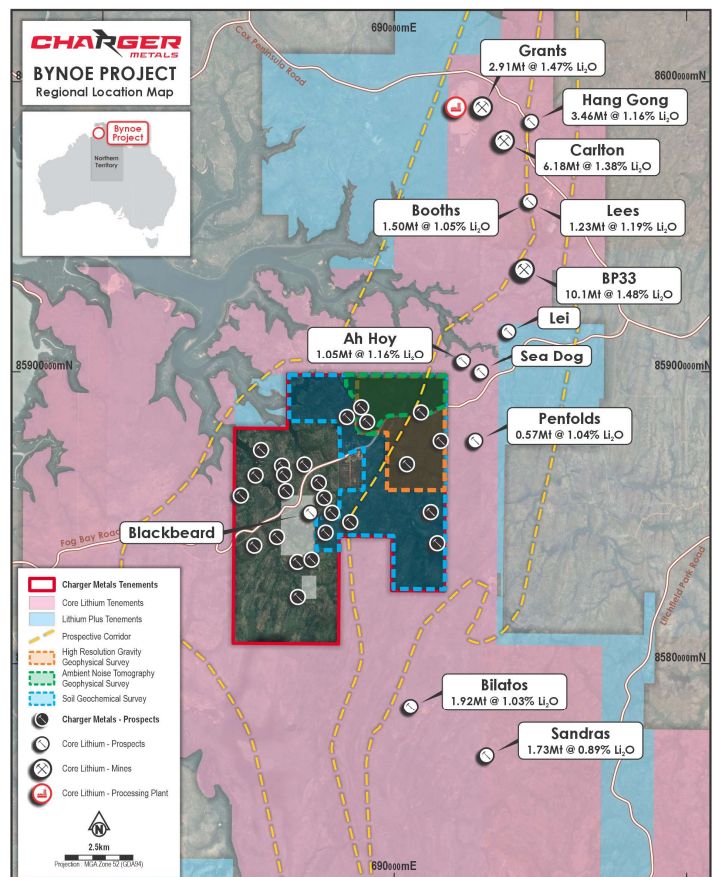 CHARGER
METALS
BYNOE PROJECT
Regional Location Map
Bynoe
Project
Northern
Territory
690000mE
Cox Peninsula Road
8600000mN
Grants
2.91Mt @ 1.47% Li2O
Hang Gong
3.46Mt @ 1.16% Li2O
Carlton
6.18Mt @ 1.38% Li2O
Booths
1.50Mt @ 1.05% Li2O
Lees
1.23Mt @ 1.19% Li2O
BP33
10.1Mt @ 1.48% Li2O
Lei
Ah Hoy
1.05Mt @ 1.16% Li2O
Sea Dog
85900000mN
85900000mN
Penfolds
0.57Mt @ 1.04% Li2O
Blackbeard
Fog Bay Road
Litchfield Park Road
8580000mN
Bilatos
1.92Mt @ 1.03% Li2O
Sandras
1.73Mt @ 0.89% Li2O
690000mE
Charger Metals Tenements
Core Lithium Tenements
Lithium Plus Tenements
Prospective Corridor
High Resolution Gravity
Geophysical Survey
Ambient Noise Tomography
Geophysical Survey
Soil Geochemical Survey
Charger Metals - Prospects
Core Lithium - Prospects
Core Lithium - Mines
Core Lithium - Processing Plant
N
2.5km
Projection : MGA Zone 52 (GDA94)